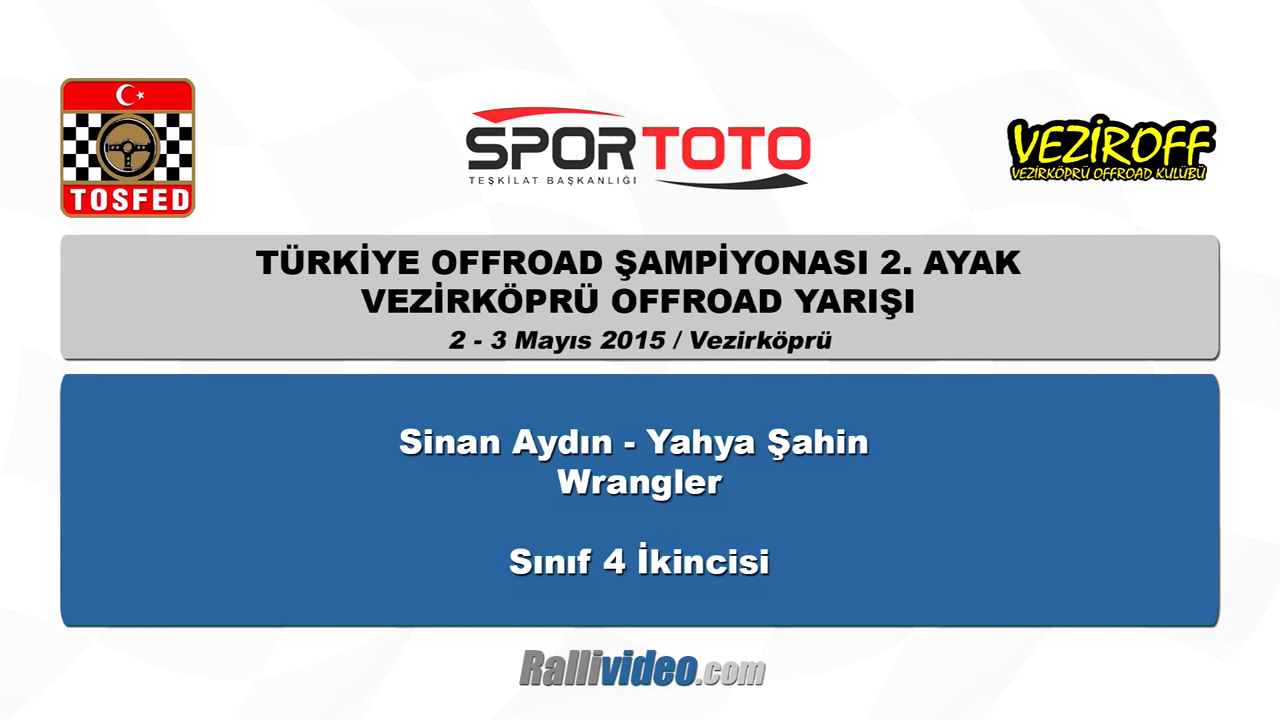 TOSFED
SPORTOTO
TEŞKİLAT BAŞKANLIĞI
VEZİROFF
VEZİRKÖPRÜ OFFROAD KULÜBÜ
TÜRKİYE OFFROAD ŞAMPİYONASI 2. AYAK
VEZİRKÖPRÜ OFFROAD YARIŞI
2 - 3 Mayıs 2015 / Vezirköprü
Sinan Aydın - Yahya Şahin
Wrangler
Sınıf 4 İkincisi
Rallivideo.com